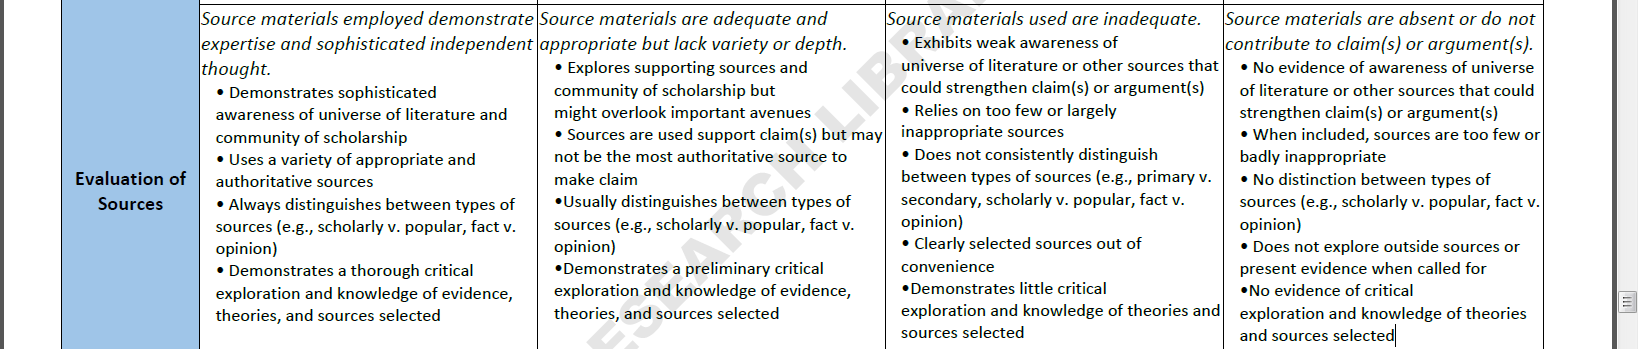 Evaluation of
Sources
Source materials employed demonstrate
expertise and sophisticated independent
thought.
• Demonstrates sophisticated
awareness of universe of literature and
community of scholarship
• Uses a variety of appropriate and
authoritative sources
• Always distinguishes between types of
sources (e.g., scholarly v. popular, fact v.
opinion)
• Demonstrates a thorough critical
exploration and knowledge of evidence,
theories, and sources selected
Source materials are adequate and
appropriate but lack variety or depth.
• Explores supporting sources and
community of scholarship but
might overlook important avenues
• Sources are used support claim(s) but may
not be the most authoritative source to
make claim
•Usually distinguishes between types of
sources (e.g., scholarly v. popular, fact v.
opinion)
•Demonstrates a preliminary critical
exploration and knowledge of evidence,
theories, and sources selected
Source materials used are inadequate.
• Exhibits weak awareness of
universe of literature or other sources that
could strengthen claim(s) or argument(s)
• Relies on too few or largely
inappropriate sources
• Does not consistently distinguish
between types of sources (e.g., primary v.
secondary, scholarly v. popular, fact v.
opinion)
• Clearly selected sources out of
convenience
•Demonstrates little critical
exploration and knowledge of theories and
sources selected
Source materials are absent or do not
contribute to claim(s) or argument(s).
• No evidence of awareness of universe
of literature or other sources that could
strengthen claim(s) or argument(s)
• When included, sources are too few or
badly inappropriate
• No distinction between types of
sources (e.g., scholarly v. popular, fact v.
opinion)
• Does not explore outside sources or
present evidence when called for
•No evidence of critical
exploration and knowledge of theories
and sources selected